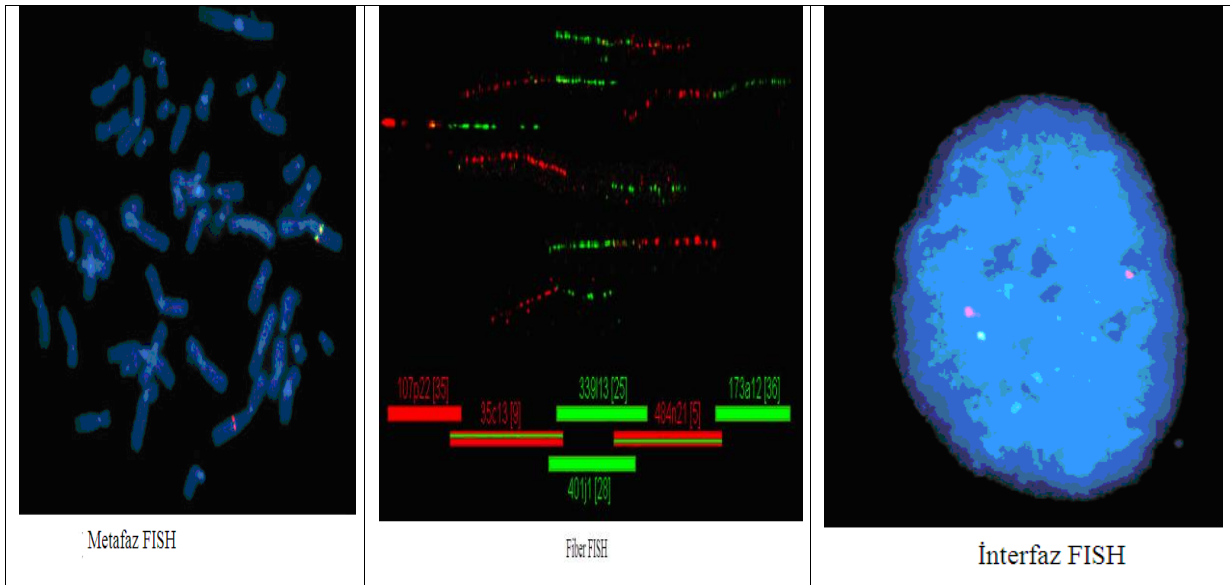 107p22 [35]
339l13 [25]
173a12 [36]
35c13 [9]
484n21 [5]
401j1 [28]
Metafaz FISH
Fiber FISH
İnterfaz FISH